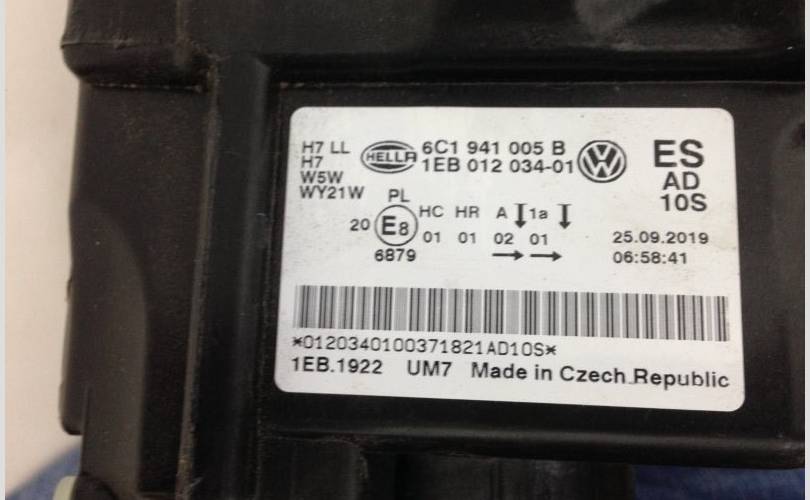 H7 LL
H7
W5W
WY21W
HELLA
6C1 941 005 B
1EB 012 034-01
VW
ES
AD
10S
PL
20 E8
6879
HC HR A 1a
01 01 02 01
25.09.2019
06:58:41
*0120340100371821AD10S*
1EB.1922 UM7 Made in Czech Republic